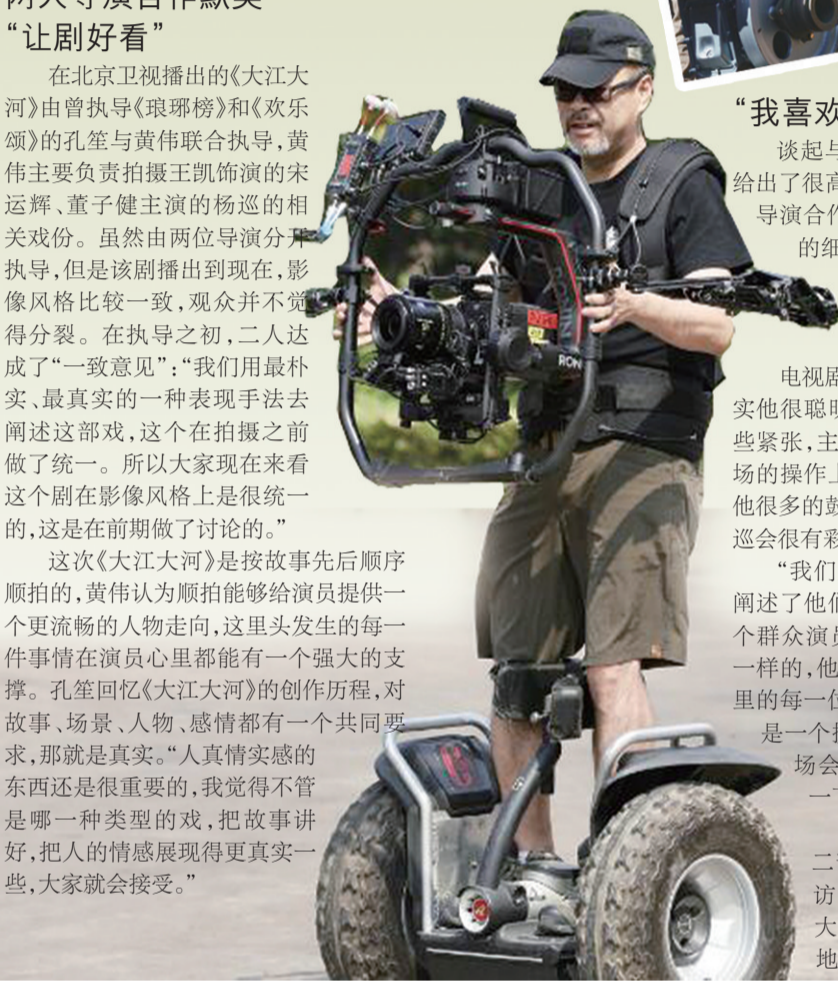 两人导演合作默契
“让剧好看”
在北京卫视播出的《大江大
河》由曾执导《琅琊榜》和《欢乐
颂》的孔笙与黄伟联合执导,黄
伟主要负责拍摄王凯饰演的宋
运辉、董子健主演的杨巡的相
关戏份。虽然由两位导演分开
执导,但是该剧播出到现在,影
像风格比较一致,观众并不觉
得分裂。在执导之初,二人达
成了“一致意见”:“我们用最朴
实、最真实的一种表现手法去
阐述这部戏,这个在拍摄之前
做了统一。所以大家现在来看
这个剧在影像风格上是很统一
的,这是在前期做了讨论的。”
这次《大江大河》是按故事先后顺序
顺拍的,黄伟认为顺拍能够给演员提供一
个更流畅的人物走向,这里头发生的每一
件事情在演员心里都能有一个强大的支
撑。孔笙回忆《大江大河》的创作历程,对
故事、场景、人物、感情都有一个共同要
求,那就是真实。“人真情实感的
东西还是很重要的,我觉得不管
是哪一种类型的戏,把故事讲
好,把人的情感展现得更真实一
些,大家就会接受。”
RON
“我喜欢
谈起与
给出了很高
导演合作
的细
电视剧
实他很聪明
些紧张,主
场的操作上
他很多的鼓
巡会很有彩
“我们
阐述了他们
个群众演员
一样的,他
里的每一位
是一个
场会
一
二
访
大
地